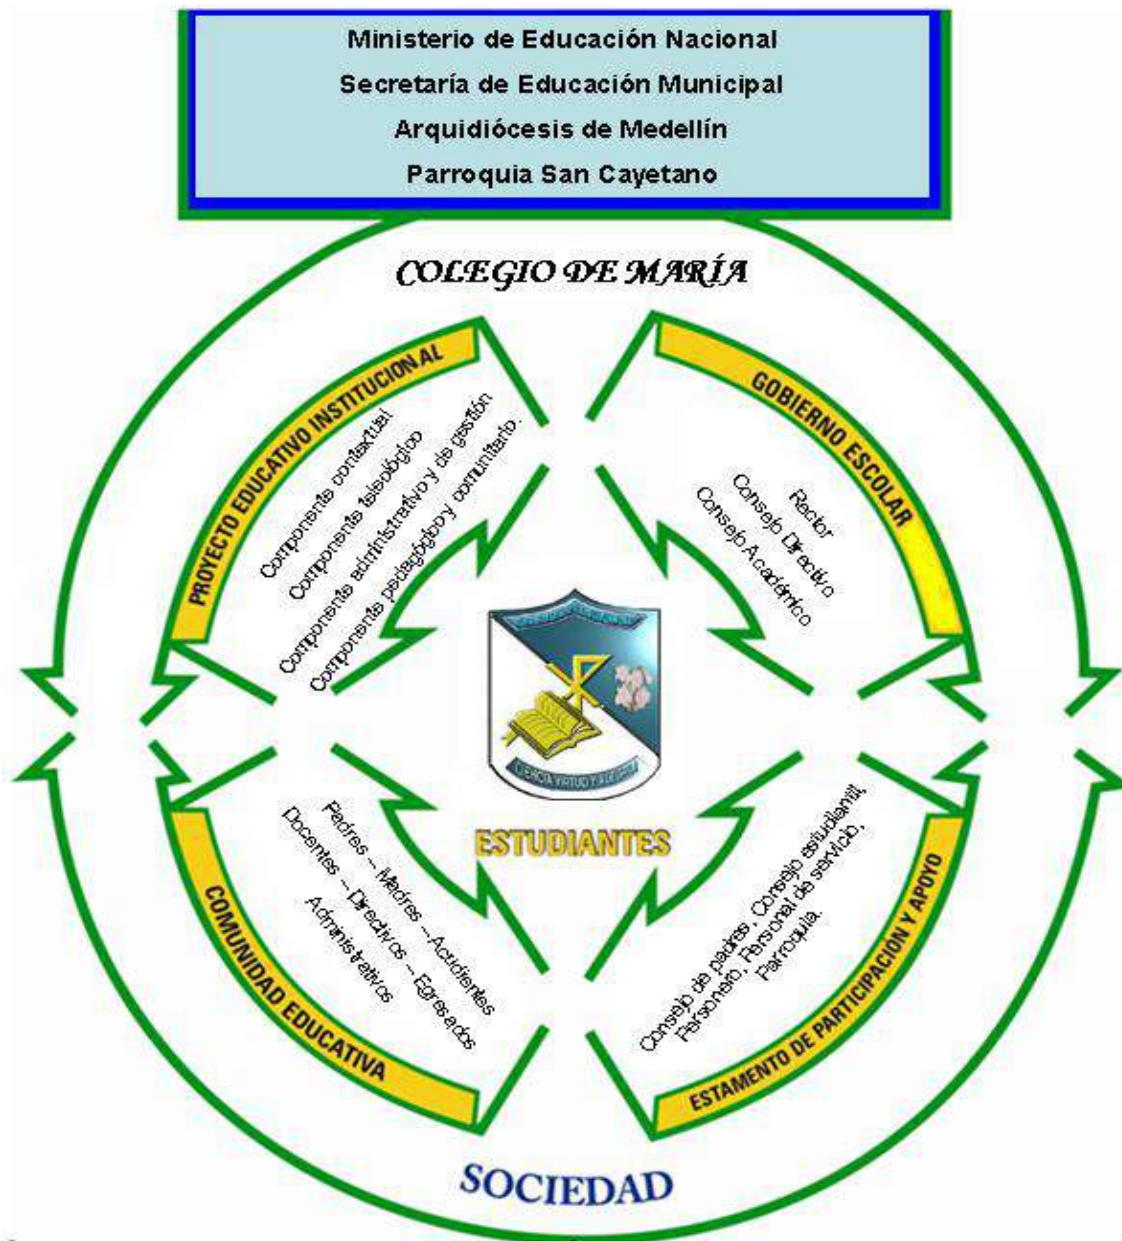 Ministerio de Educación Nacional
Secretaría de Educación Municipal
Arquidiócesis de Medellín
Parroquia San Cayetano
COLEGIO DE MARÍA
PROYECTO EDUCATIVO INSTITUCIONAL
Componente contextual
Componente teleológico
Componente administrativo y de gestión
Componente pedagógico y comunitario.
GOBIERNO ESCOLAR
Rector
Consejo Directivo
Consejo Académico
CIENCIA VIRTUD Y
ESTUDIANTES
COMUNIDAD EDUCATIVA
Padres – Madres – Acudientes
Docentes – Directivos – Egresados
Administrativos
ESTAMENTO DE PARTICIPACION Y APOYO
Consejo de padres, Consejo estudiantil,
Personero, Personal de servicio,
Parroquia.
SOCIEDAD